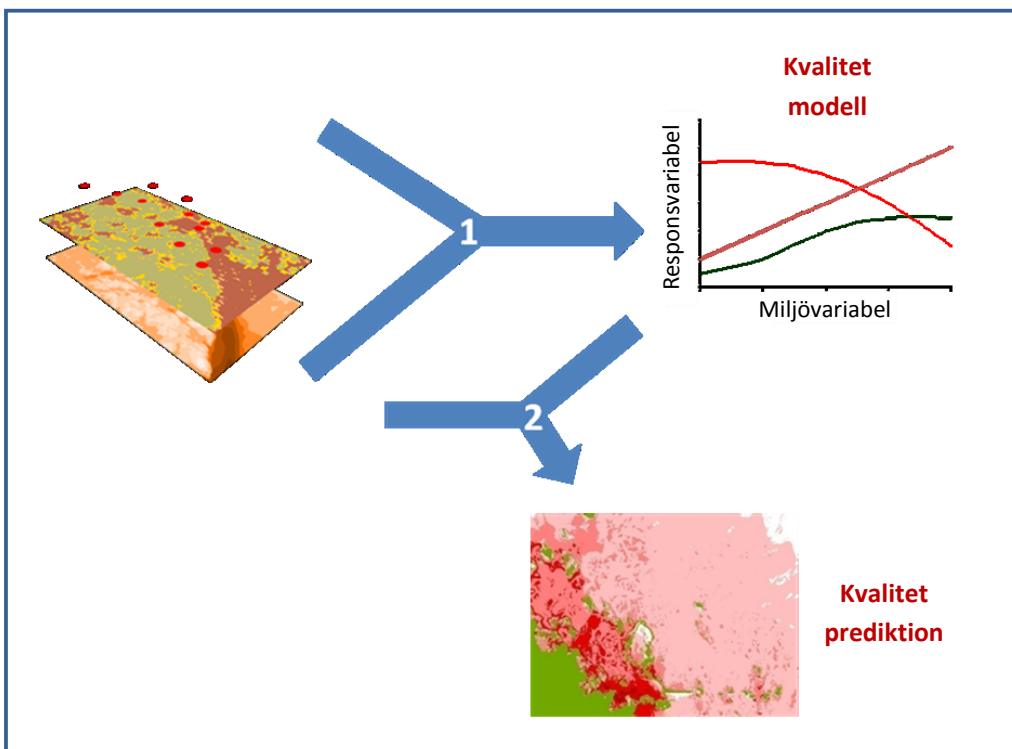 Kvalitet
modell
Responsvariabel
1
Miljövariabel
2
Kvalitet
prediktion